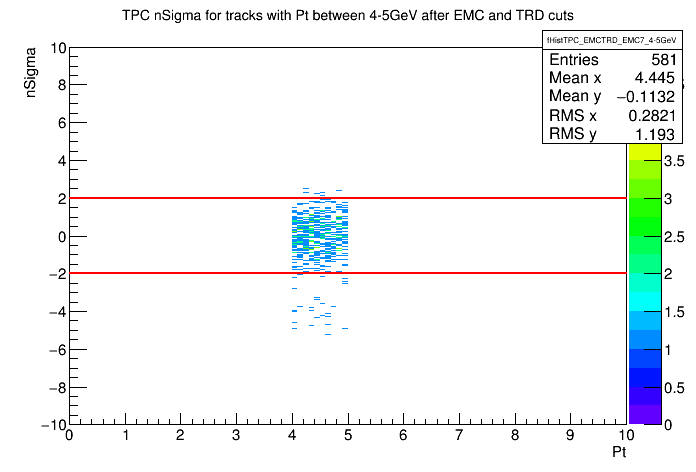 TPC nSigma for tracks with Pt between 4-5GeV after EMC and TRD cuts
fHistTPC_EMCTRD_EMC7_4-5GeV
Entries 581
Mean x 4.445
Mean y −0.1132
RMS x 0.2821
RMS y 1.193
nSigma
10
8
6
4
2
0
−2
−4
−6
−8
−10
0 1 2 3 4 5 6 7 8 9 10
Pt
3.5
3
2.5
2
1.5
1
0.5
0